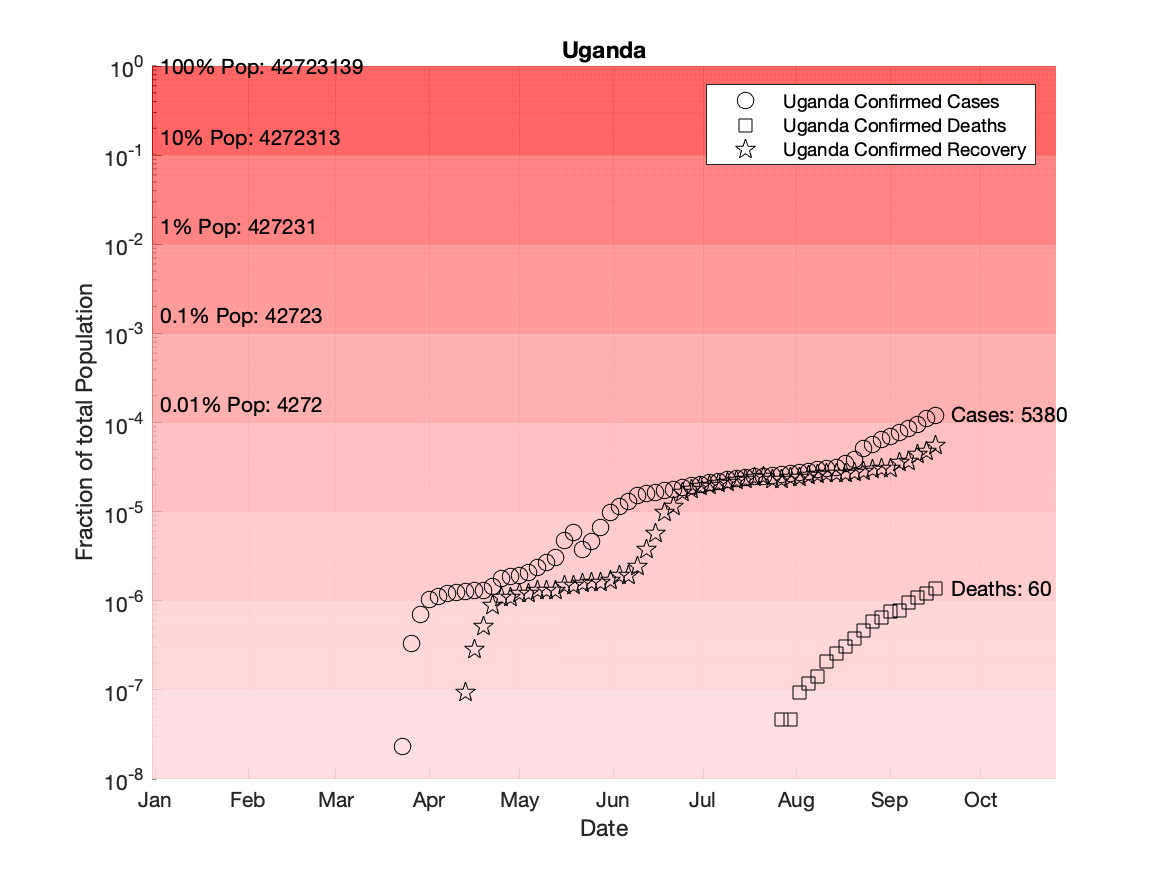 Uganda
10^0
100% Pop: 42723139
Uganda Confirmed Cases
Uganda Confirmed Deaths
Uganda Confirmed Recovery
10% Pop: 4272313
10^-1
1% Pop: 427231
10^-2
0.1% Pop: 42723
10^-3
0.01% Pop: 4272
10^-4
Cases: 5380
10^-5
Deaths: 60
10^-6
10^-7
10^-8
Fraction of total Population
Jan Feb Mar Apr May Jun Jul Aug Sep Oct
Date